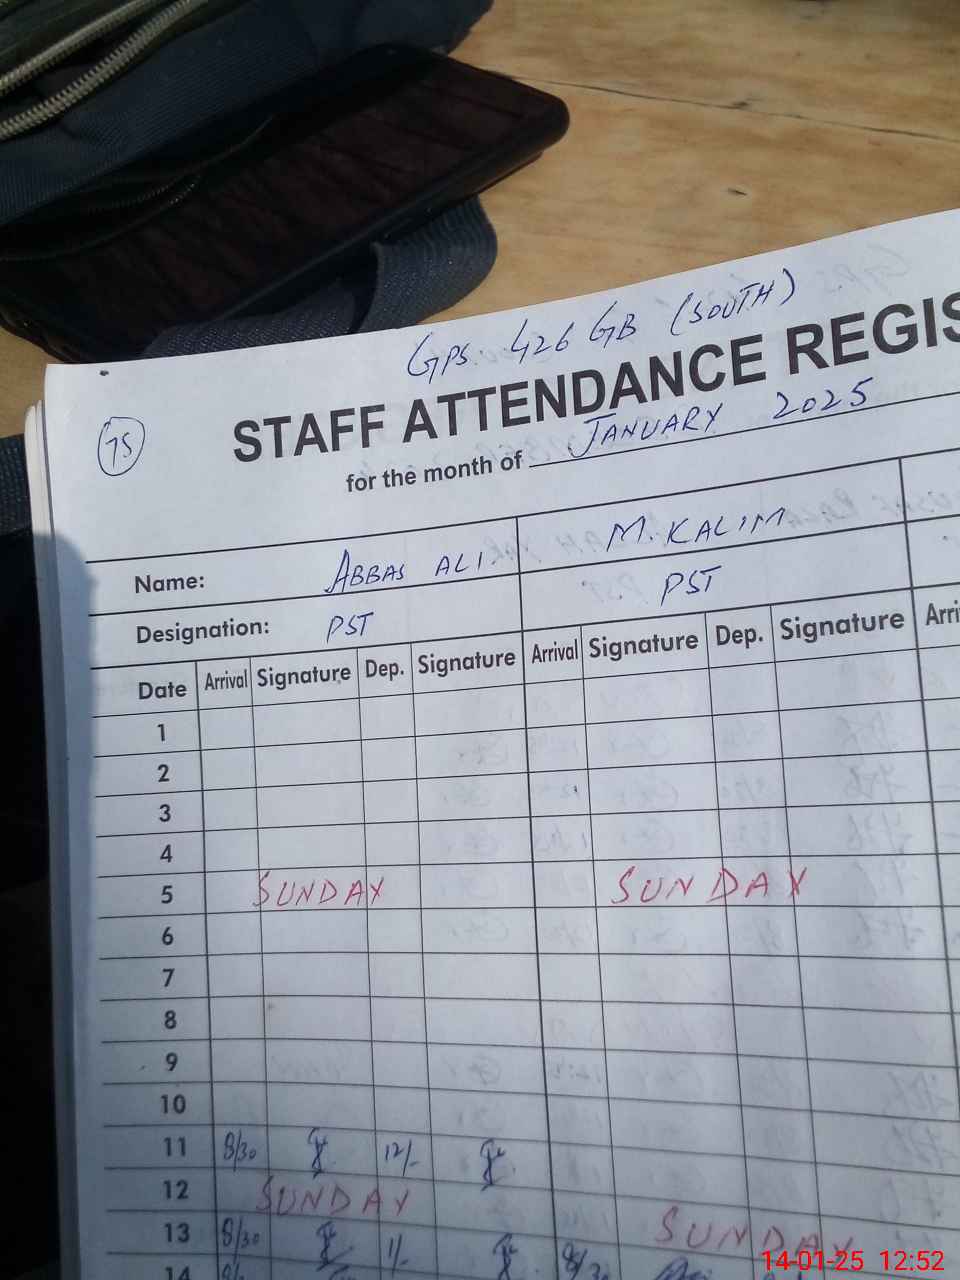 GPS 426 GB (SOUTH)
STAFF ATTENDANCE REGIS
75
for the month of JANUARY 2025
Name: ABBAS ALI M. KALIM
Designation: PST PST
Date Arrival Signature Dep. Signature Arrival Signature Dep. Signature Arri
1
2
3
4
5 SUNDAY SUNDAY
6
7
8
9
10
11 8/30 12/-
12 SUNDAY SUNDAY
13 8/30 1/- 8/30
14
14-01-25 12:52